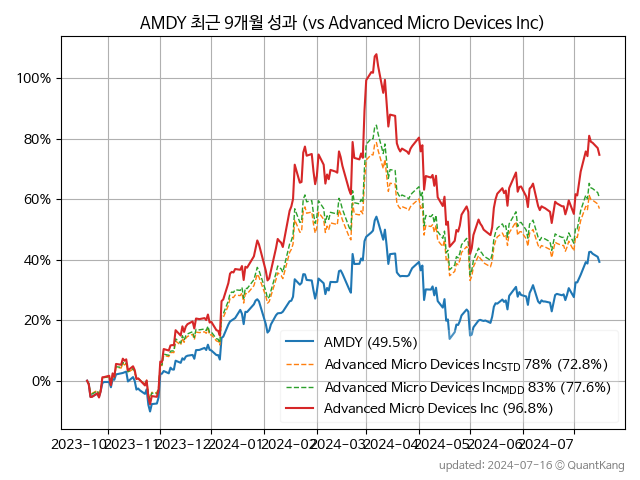 AMDY 최근 9개월 성과 (vs Advanced Micro Devices Inc)
100%
80%
60%
40%
20%
0%
AMDY (49.5%)
Advanced Micro Devices Inc_STD 78% (72.8%)
Advanced Micro Devices Inc_MDD 83% (77.6%)
Advanced Micro Devices Inc (96.8%)
2023-10 2023-11 2023-12 2024-01 2024-02 2024-03 2024-04 2024-05 2024-06 2024-07
updated: 2024-07-16 © QuantKang